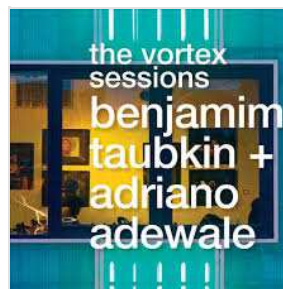 the vortex
sessions
benjamim
taubkin +
adriano
adewale